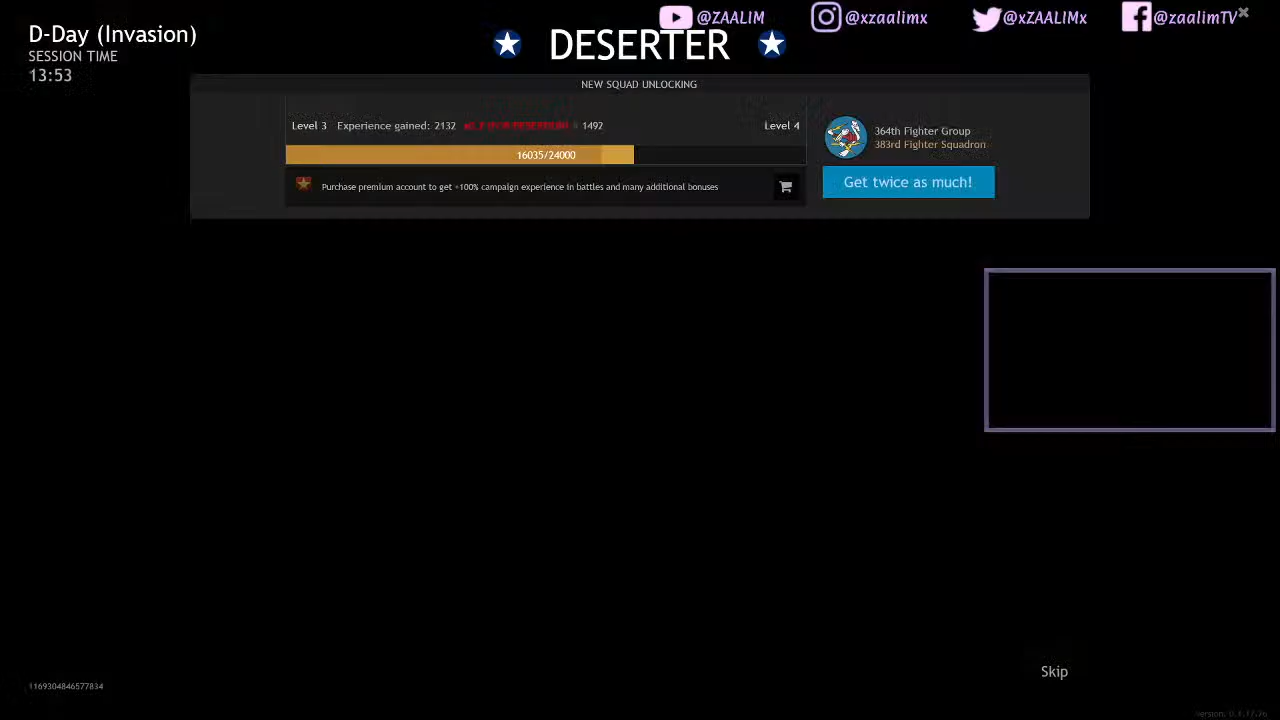 D-Day (Invasion)
SESSION TIME
13:53
@ZAALIM
@xzaalimx
@xZAALIMx
@zaalimTV
DESERTER
NEW SQUAD UNLOCKING
Level 3 Experience gained: 2132
= 1492
Level 4
16035/24000
Purchase premium account to get +100% campaign experience in battles and many additional bonuses
364th Fighter Group
383rd Fighter Squadron
Get twice as much!
Skip
1169304846577834